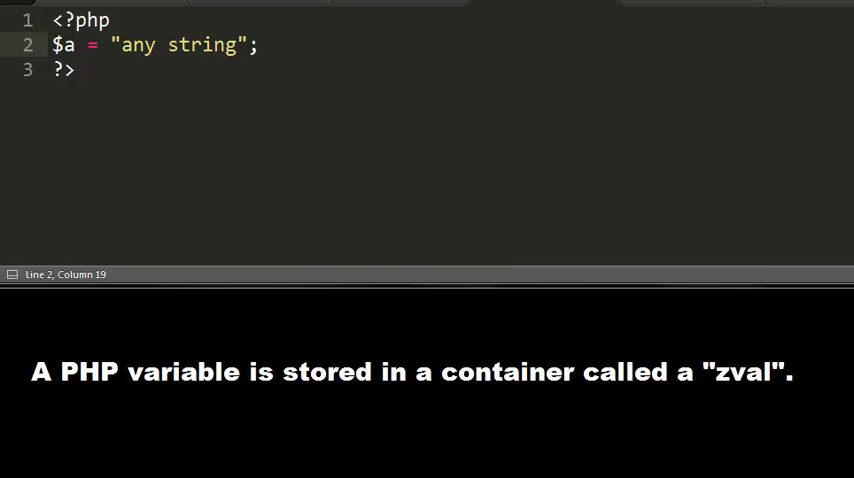 1 <?php
2 $a = "any string";
3 ?>
Line 2, Column 19
A PHP variable is stored in a container called a "zval".